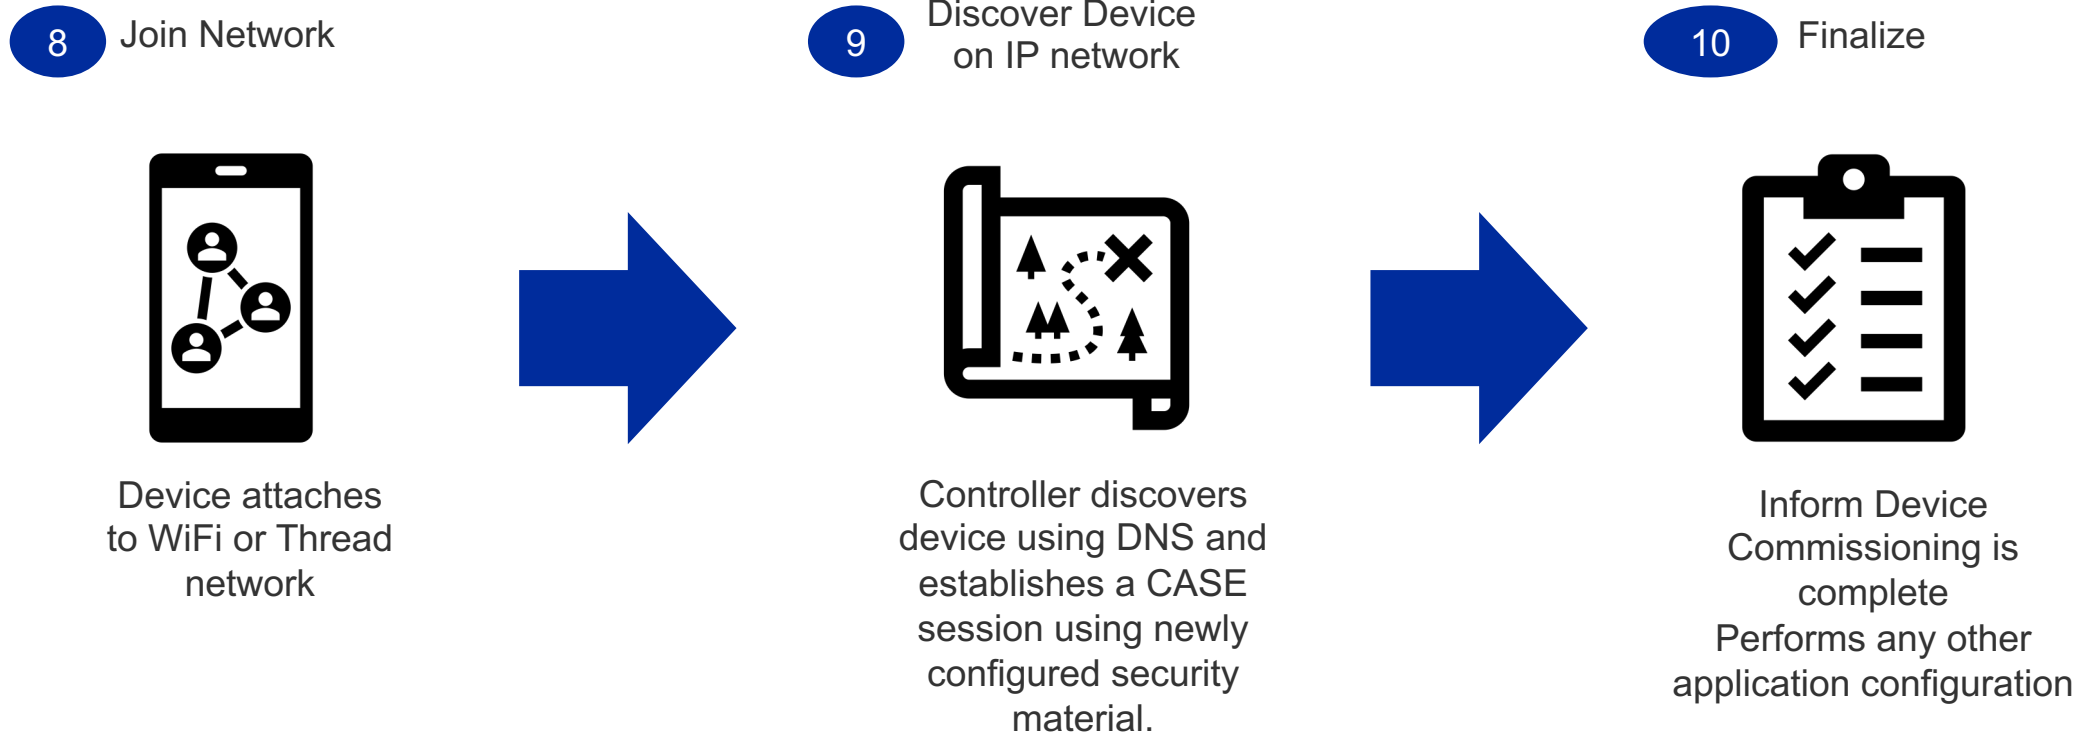 8
Join Network
Device attaches
to WiFi or Thread
network
9
Discover Device
on IP network
Controller discovers
device using DNS and
establishes a CASE
session using newly
configured security
material.
10
Finalize
Inform Device
Commissioning is
complete
Performs any other
application configuration